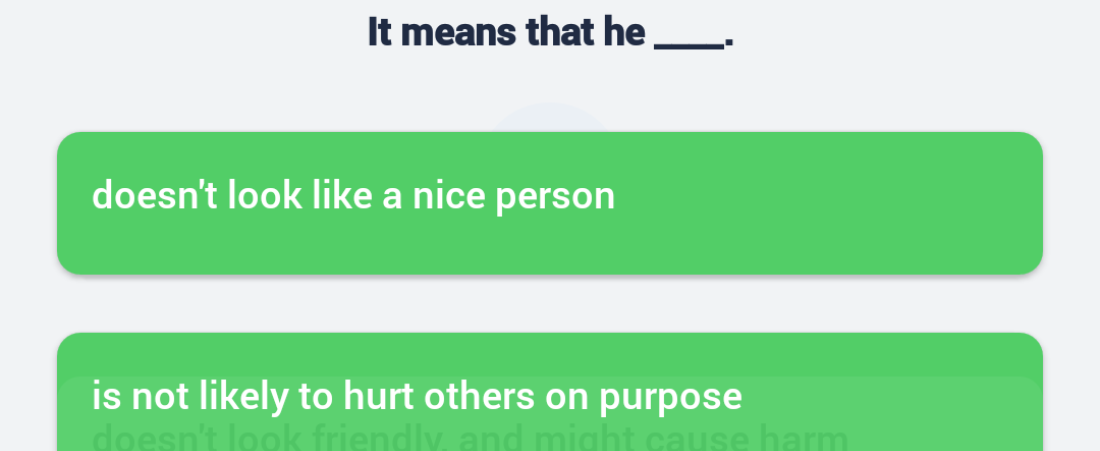 It means that he ____.
doesn't look like a nice person
is not likely to hurt others on purpose
doesn't look friendly, and might cause harm